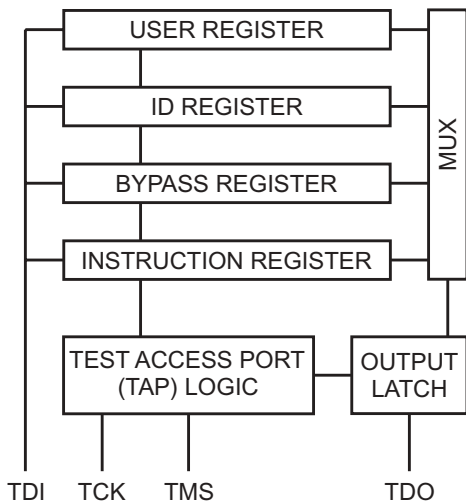 USER REGISTER
ID REGISTER
MUX
BYPASS REGISTER
INSTRUCTION REGISTER
TEST ACCESS PORT
(TAP) LOGIC
OUTPUT
LATCH
TDI
TCK
TMS
TDO